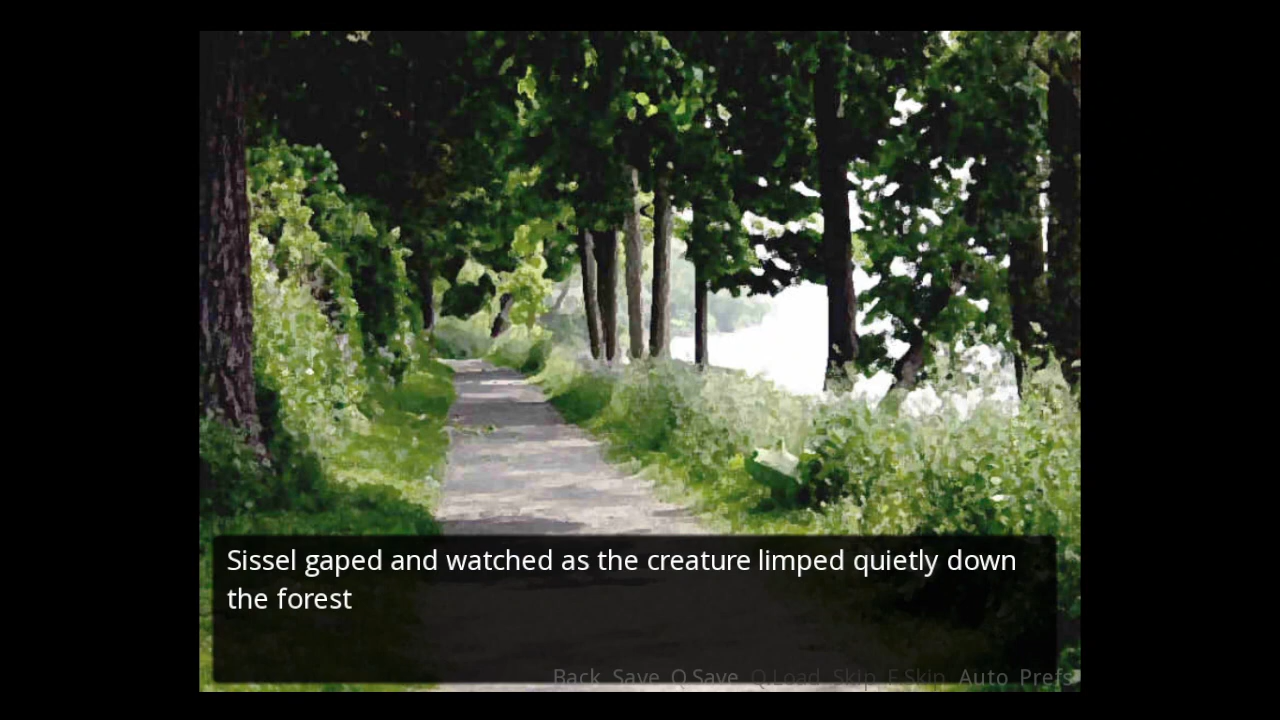 Sissel gaped and watched as the creature limped quietly down
the forest
Back Save Q.Save Q.Load Skip F.Skip Auto Prefs